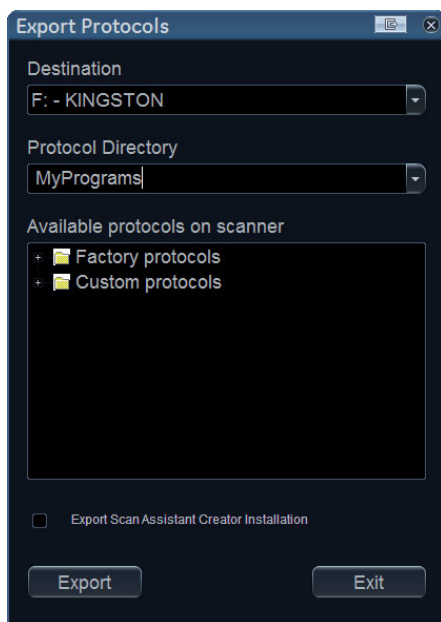 Export Protocols
Destination
F: - KINGSTON
Protocol Directory
MyPrograms
Available protocols on scanner
Factory protocols
Custom protocols
Export Scan Assistant Creator Installation
Export
Exit